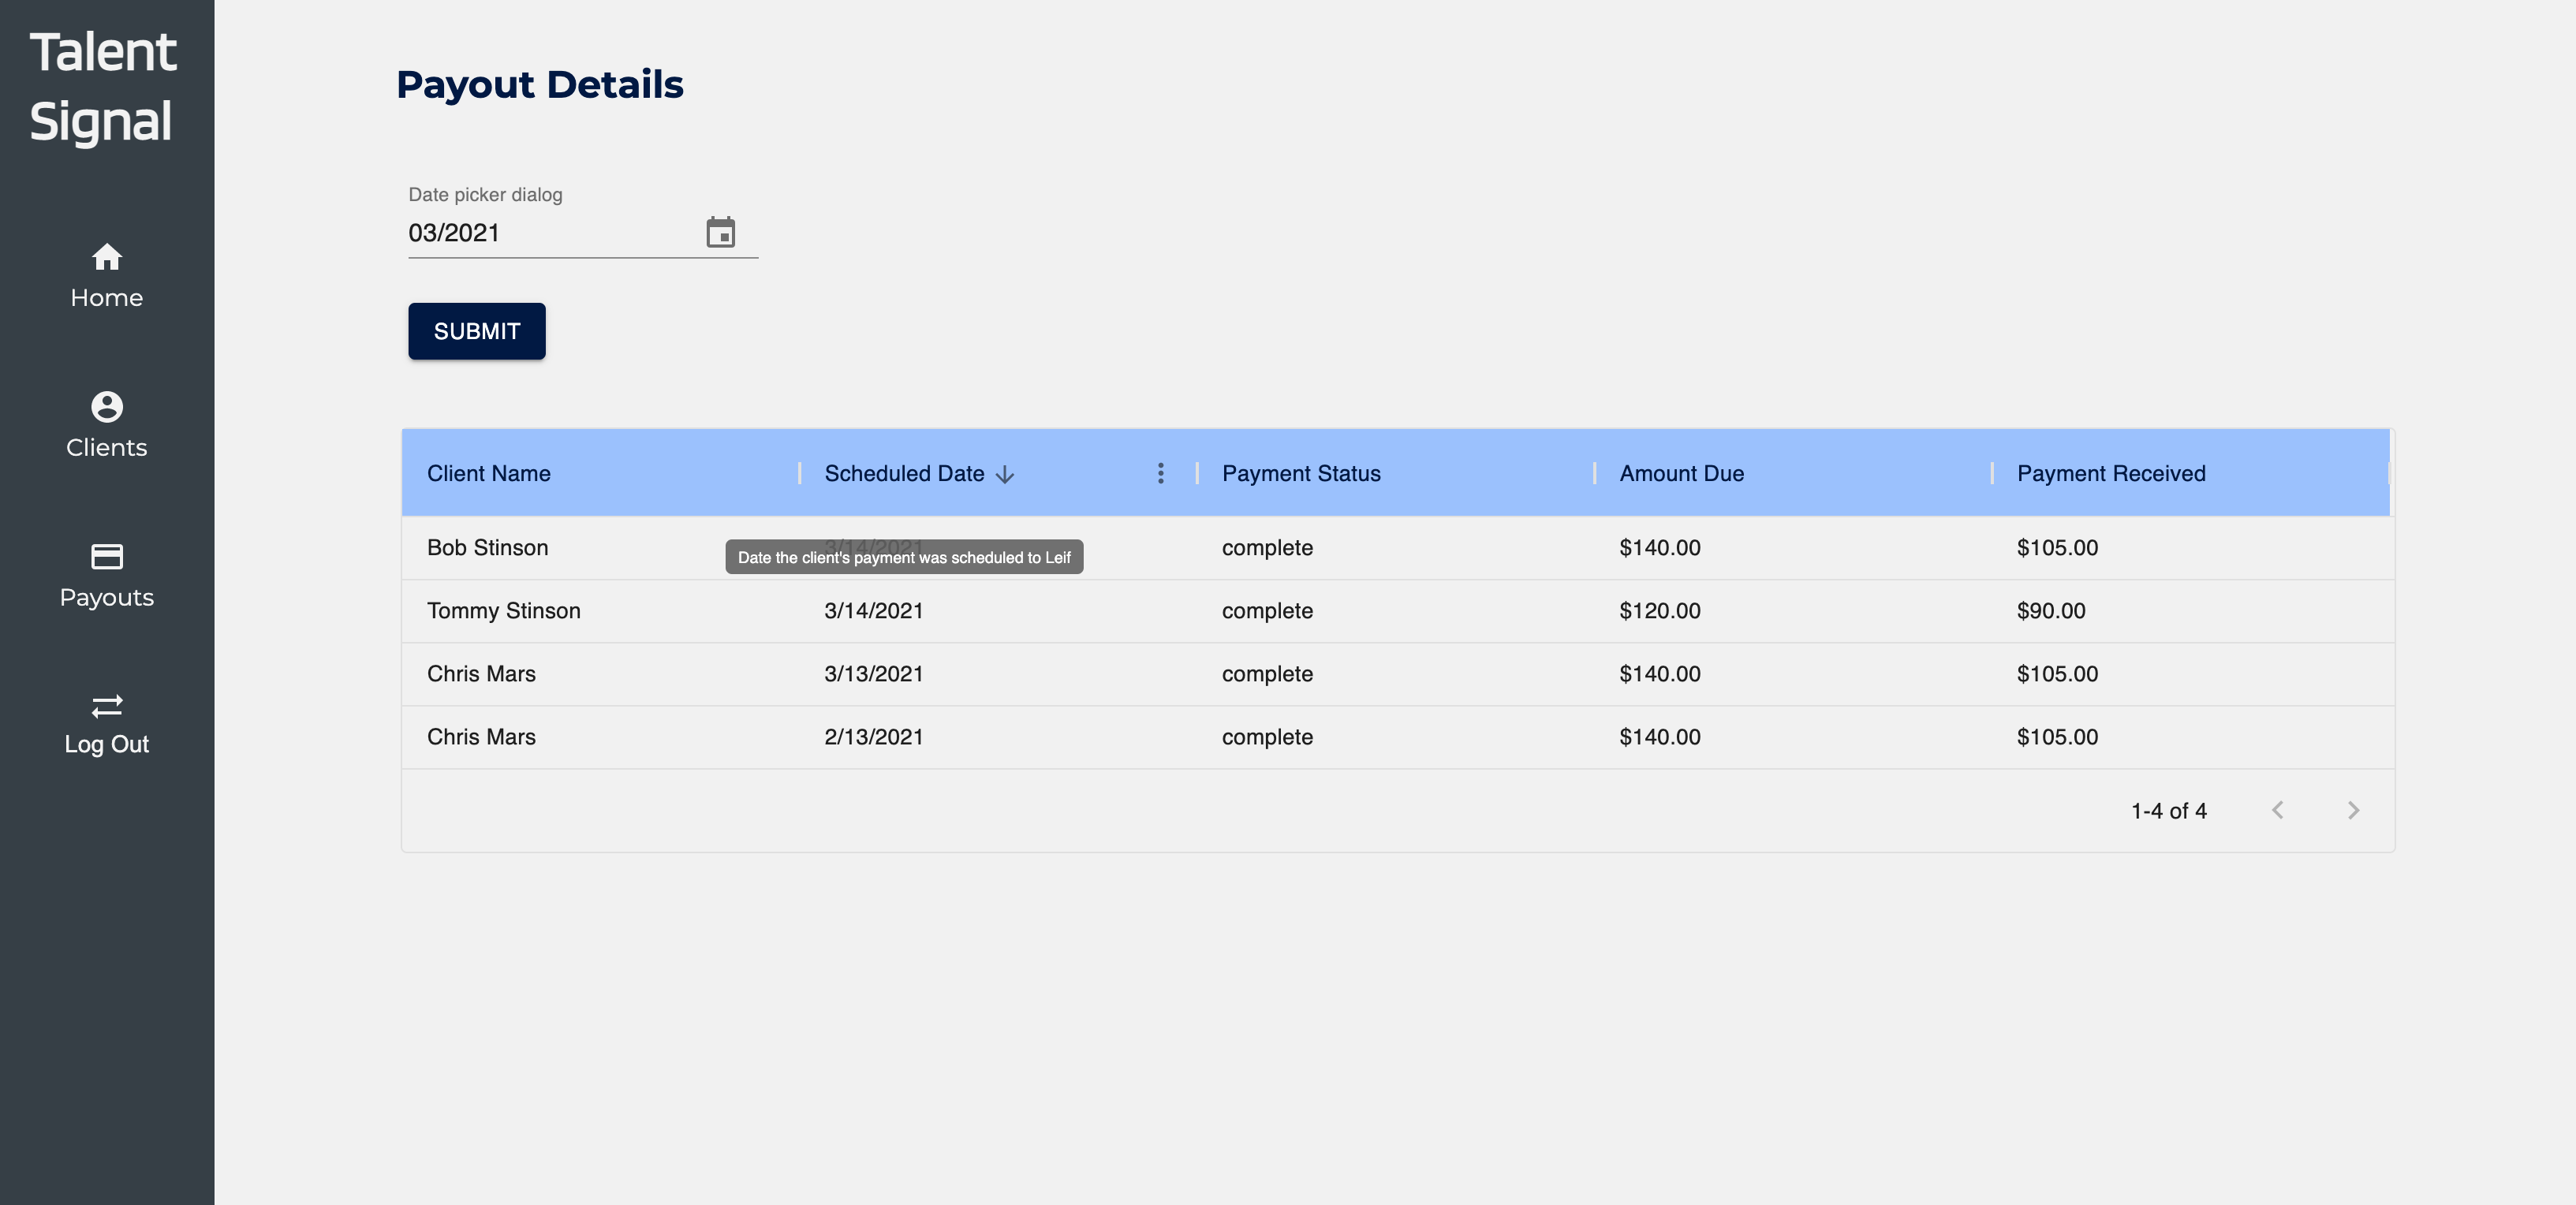 Talent
Signal
Home
Clients
Payouts
Log Out
Payout Details
Date picker dialog
03/2021
SUBMIT
Client Name Scheduled Date Payment Status Amount Due Payment Received
Bob Stinson 3/14/2021 complete $140.00 $105.00
Date the client's payment was scheduled to Leif
Tommy Stinson 3/14/2021 complete $120.00 $90.00
Chris Mars 3/13/2021 complete $140.00 $105.00
Chris Mars 2/13/2021 complete $140.00 $105.00
1-4 of 4